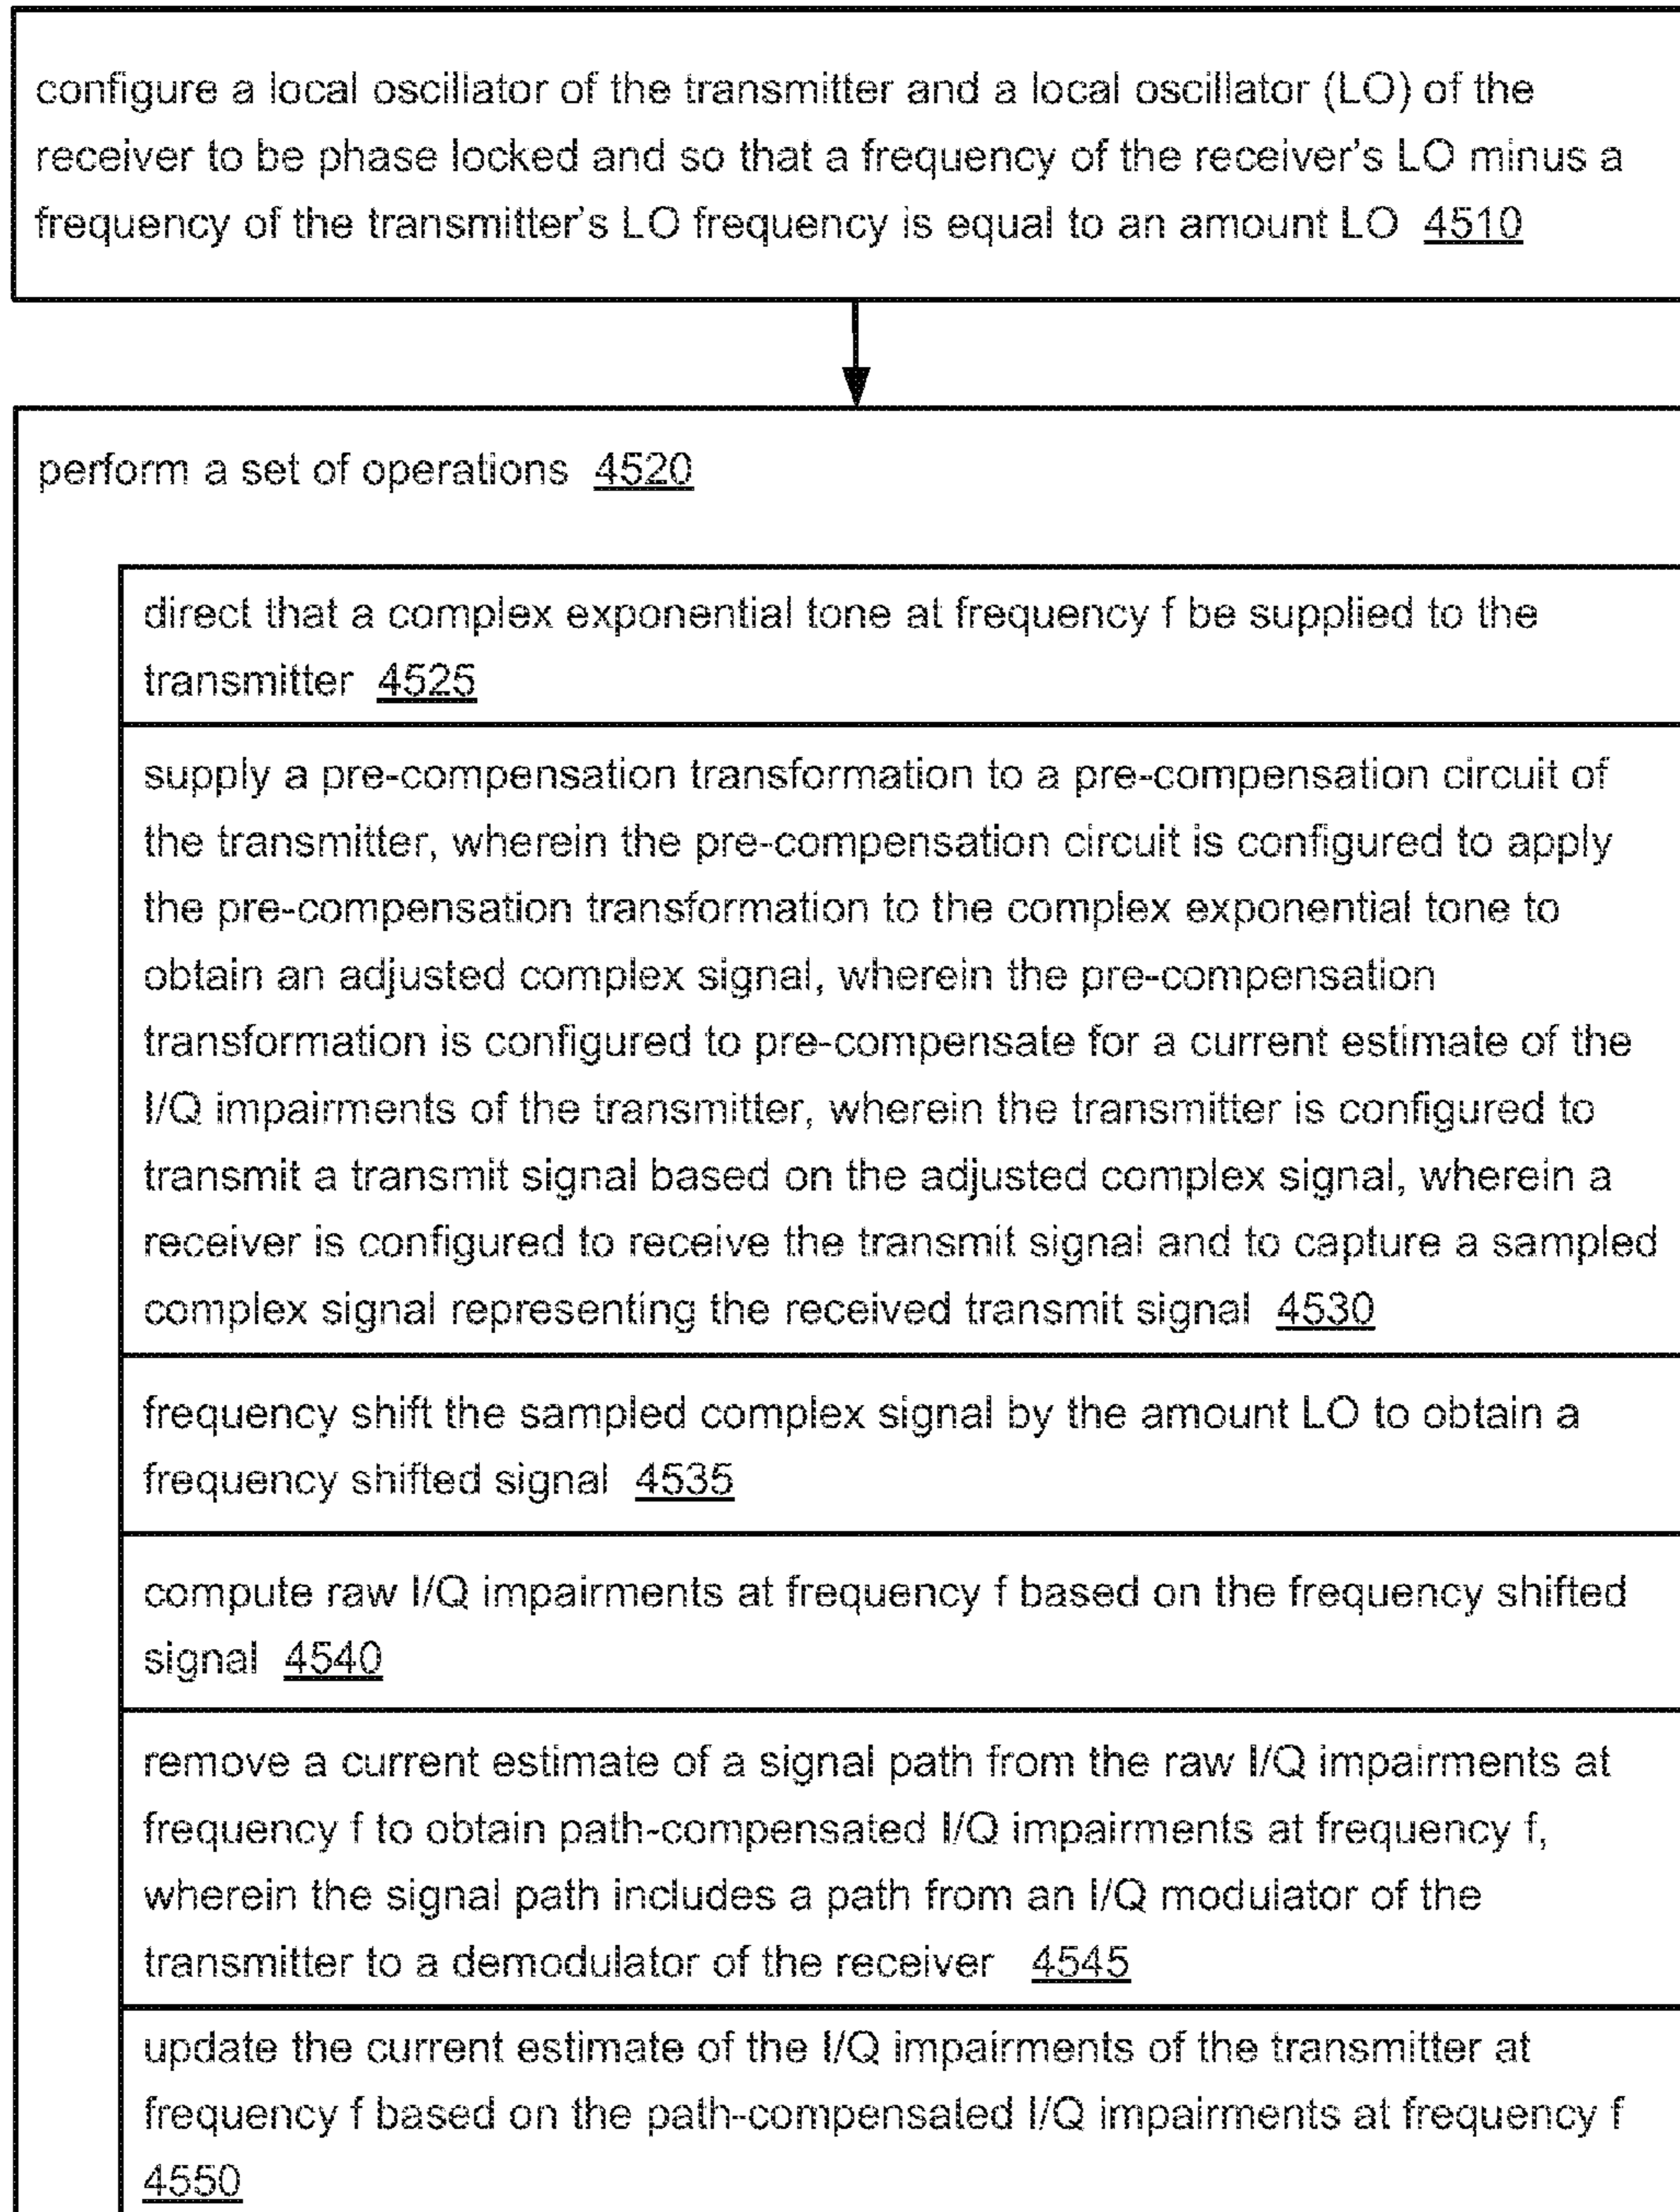 configure a local oscillator of the transmitter and a local oscillator (LO) of the
receiver to be phase locked and so that a frequency of the receiver's LO minus a
frequency of the transmitter's LO frequency is equal to an amount LO 4510
perform a set of operations 4520
direct that a complex exponential tone at frequency f be supplied to the
transmitter 4525
supply a pre-compensation transformation to a pre-compensation circuit of
the transmitter, wherein the pre-compensation circuit is configured to apply
the pre-compensation transformation to the complex exponential tone to
obtain an adjusted complex signal, wherein the pre-compensation
transformation is configured to pre-compensate for a current estimate of the
I/Q impairments of the transmitter, wherein the transmitter is configured to
transmit a transmit signal based on the adjusted complex signal, wherein a
receiver is configured to receive the transmit signal and to capture a sampled
complex signal representing the received transmit signal 4530
frequency shift the sampled complex signal by the amount LO to obtain a
frequency shifted signal 4535
compute raw I/Q impairments at frequency f based on the frequency shifted
signal 4540
remove a current estimate of a signal path from the raw I/Q impairments at
frequency f to obtain path-compensated I/Q impairments at frequency f,
wherein the signal path includes a path from an I/Q modulator of the
transmitter to a demodulator of the receiver 4545
update the current estimate of the I/Q impairments of the transmitter at
frequency f based on the path-compensated I/Q impairments at frequency f
4550